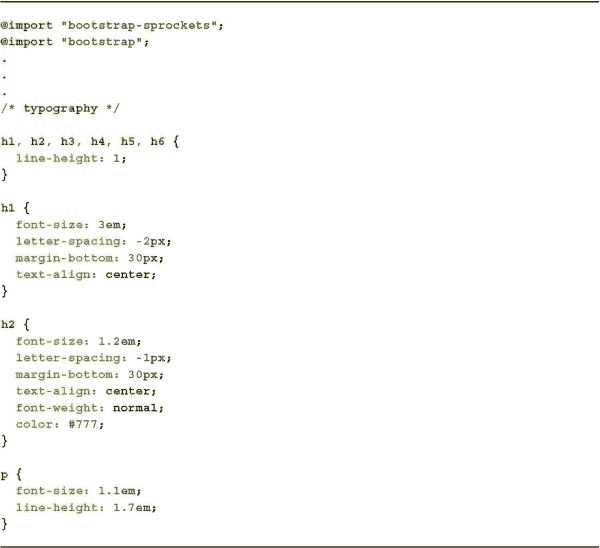 @import "bootstrap-sprockets";
@import "bootstrap";
.
.
.
/* typography */
h1, h2, h3, h4, h5, h6 {
  line-height: 1;
}
h1 {
  font-size: 3em;
  letter-spacing: -2px;
  margin-bottom: 30px;
  text-align: center;
}
h2 {
  font-size: 1.2em;
  letter-spacing: -1px;
  margin-bottom: 30px;
  text-align: center;
  font-weight: normal;
  color: #777;
}
p {
  font-size: 1.1em;
  line-height: 1.7em;
}